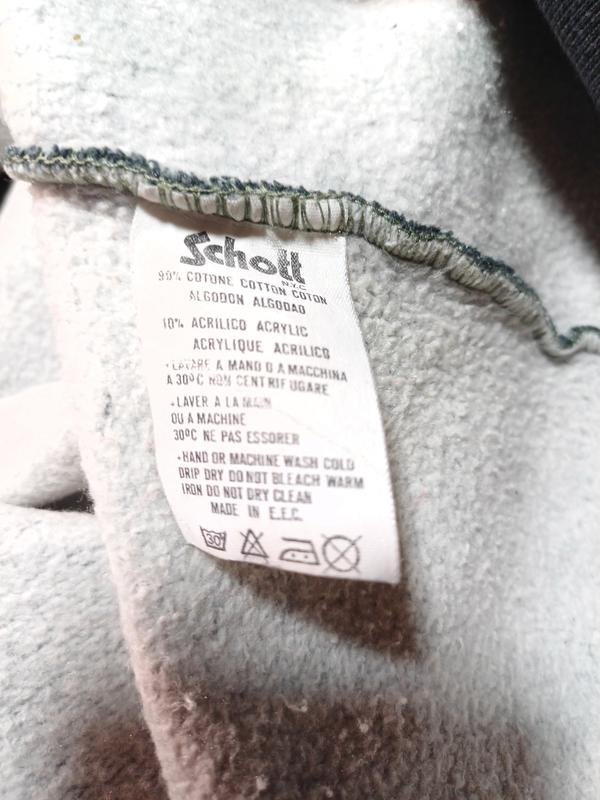 Schott
N.Y.C
90% COTONE COTTON COTON
ALGODON ALGODAO
10% ACRILICO ACRYLIC
ACRYLIQUE ACRILICO
•LAVARE A MANO O A MACCHINA
A 30°C NON CENTRIFUGARE
•LAVER A LA MAIN
OU A MACHINE
30°C NE PAS ESSORER
•HAND OR MACHINE WASH COLD
DRIP DRY DO NOT BLEACH WARM
IRON DO NOT DRY CLEAN
MADE IN E.E.C.
30°